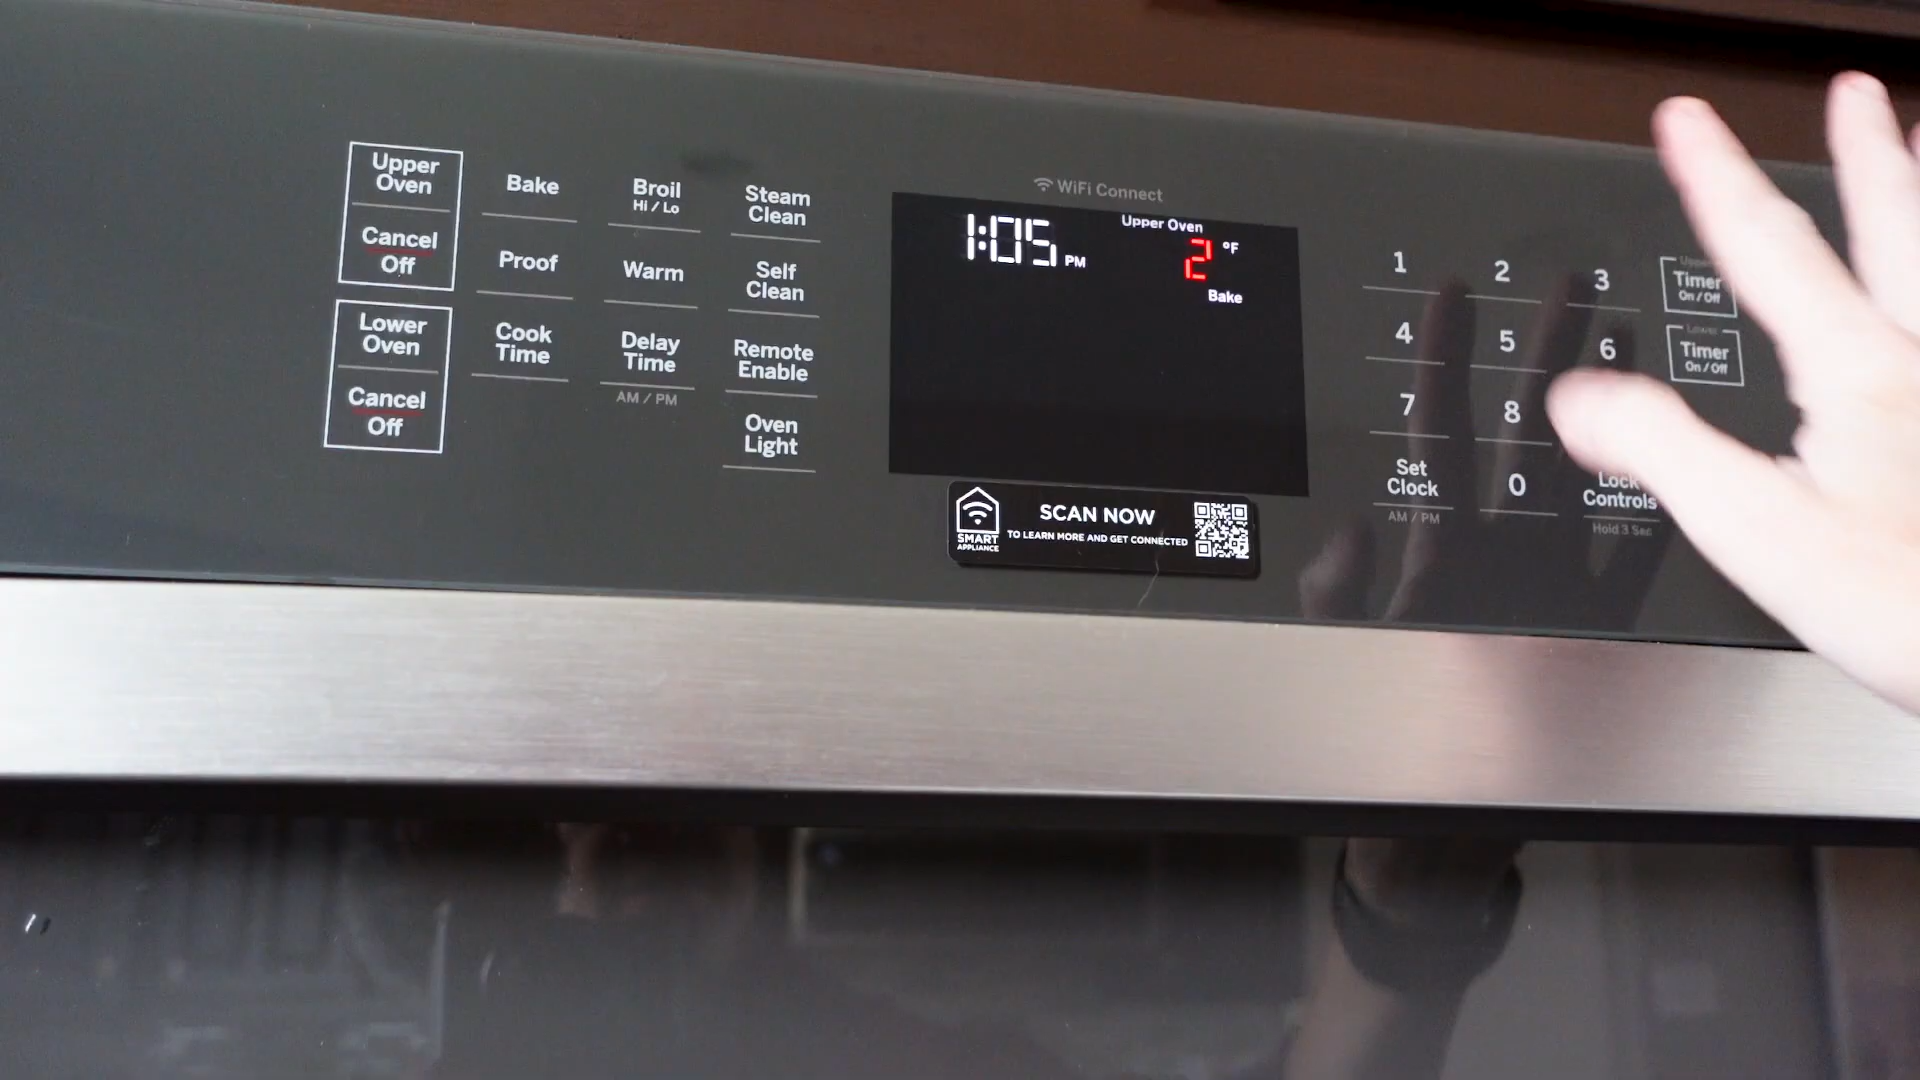 Upper
Oven
Cancel
Off
Lower
Oven
Cancel
Off
Bake
Proof
Cook
Time
Broil
Hi / Lo
Warm
Delay
Time
AM / PM
Steam
Clean
Self
Clean
Remote
Enable
Oven
Light
WiFi Connect
1:05 PM
Upper Oven
2 °F
Bake
SMART
APPLIANCE
SCAN NOW
TO LEARN MORE AND GET CONNECTED
1 2 3
4 5 6
7 8
Set
Clock
AM / PM
0
Lock
Controls
Hold 3 Sec
Upper
Timer
On / Off
Lower
Timer
On / Off